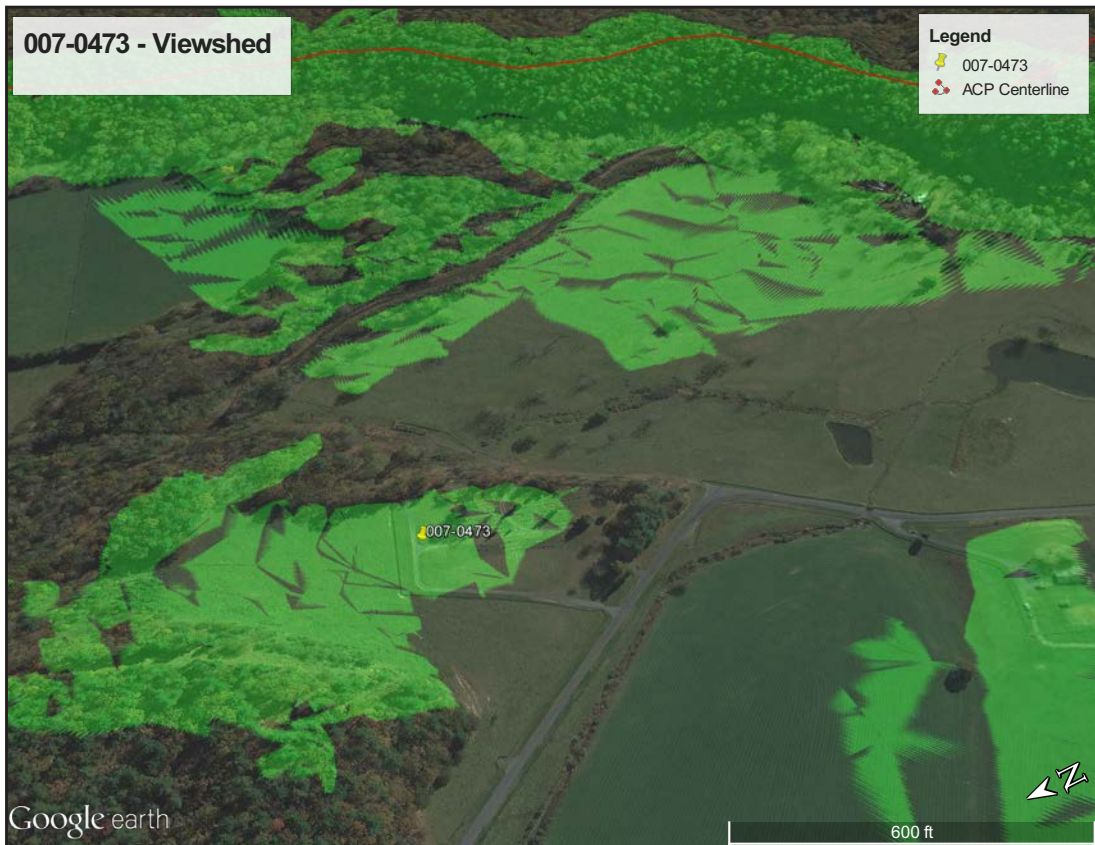 007-0473 - Viewshed
Legend
007-0473
ACP Centerline
007-0473
N
Google earth
600 ft